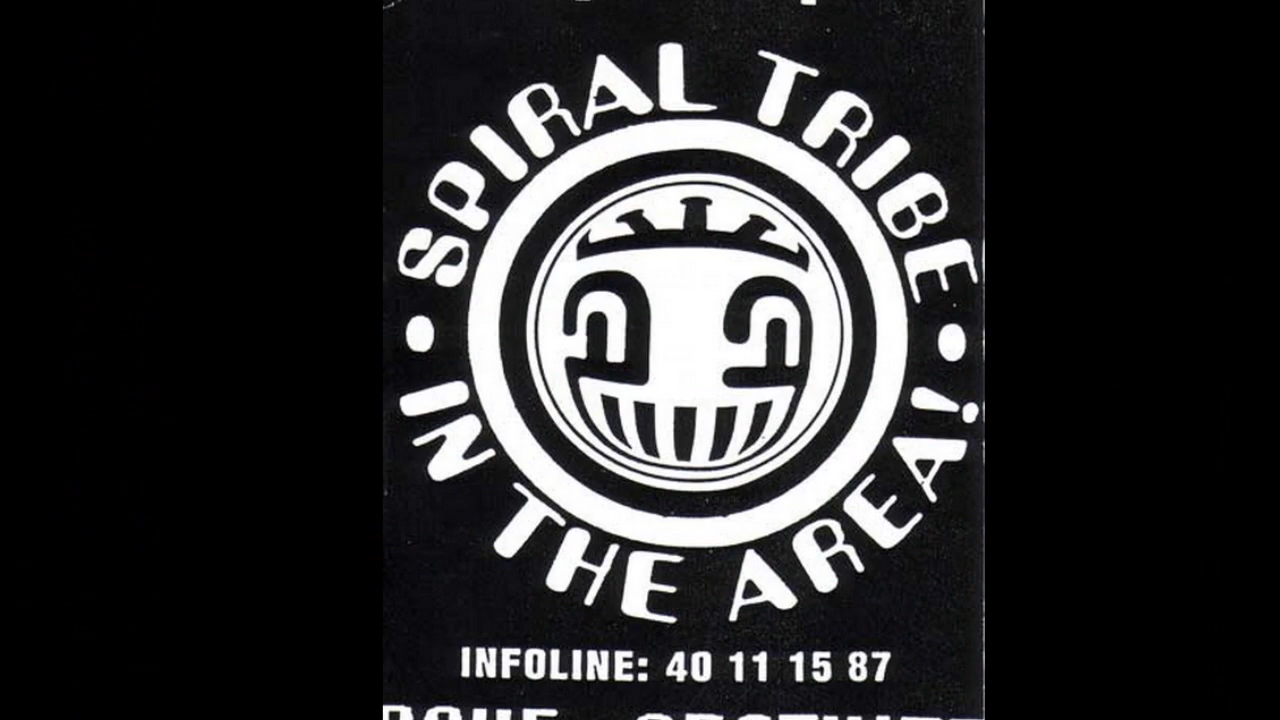 SPIRAL TRIBE
• IN THE AREA! •
INFOLINE: 40 11 15 87